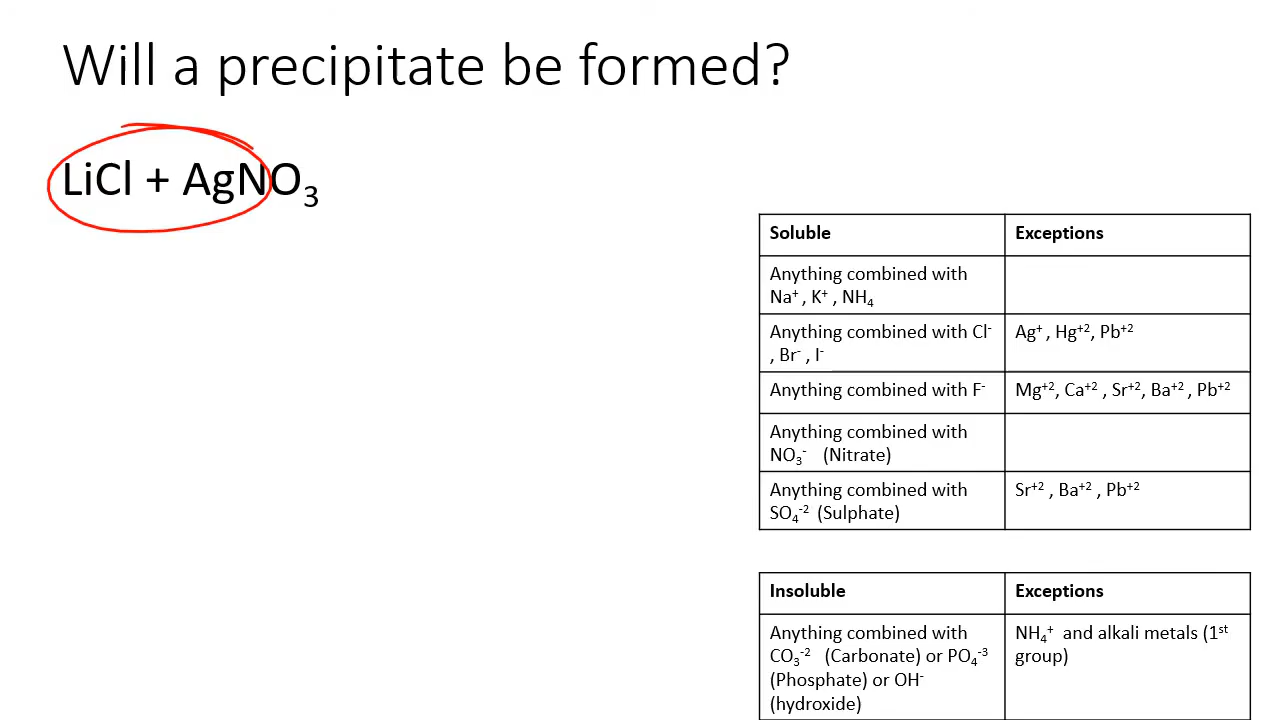 Will a precipitate be formed?
LiCl + AgNO₃
Soluble
Exceptions
Anything combined with
Na⁺ , K⁺ , NH₄
Anything combined with Cl⁻
, Br⁻ , I⁻
Ag⁺ , Hg⁺², Pb⁺²
Anything combined with F⁻
Mg⁺², Ca⁺² , Sr⁺², Ba⁺² , Pb⁺²
Anything combined with
NO₃⁻ (Nitrate)
Anything combined with
SO₄⁻² (Sulphate)
Sr⁺² , Ba⁺² , Pb⁺²
Insoluble
Exceptions
Anything combined with
CO₃⁻² (Carbonate) or PO₄⁻³
(Phosphate) or OH⁻
(hydroxide)
NH₄⁺ and alkali metals (1ˢᵗ
group)